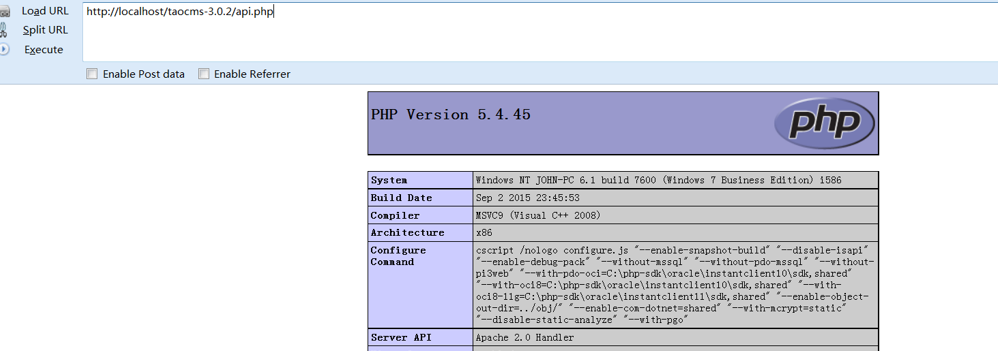 Load URL
http://localhost/taocms-3.0.2/api.php
Split URL
Execute
Enable Post data Enable Referrer
PHP Version 5.4.45
php
System Windows NT JOHN-PC 6.1 build 7600 (Windows 7 Business Edition) i586
Build Date Sep 2 2015 23:45:53
Compiler MSVC9 (Visual C++ 2008)
Architecture x86
Configure Command
cscript /nologo configure.js "--enable-snapshot-build" "--disable-isapi"
"--enable-debug-pack" "--without-mssql" "--without-pdo-mssql" "--without-
pi3web" "--with-pdo-oci=C:\php-sdk\oracle\instantclient10\sdk,shared"
"--with-oci8=C:\php-sdk\oracle\instantclient10\sdk,shared" "--with-
oci8-11g=C:\php-sdk\oracle\instantclient11\sdk,shared" "--enable-object-
out-dir=../obj/" "--enable-com-dotnet=shared" "--with-mcrypt=static"
"--disable-static-analyze" "--with-pgo"
Server API Apache 2.0 Handler